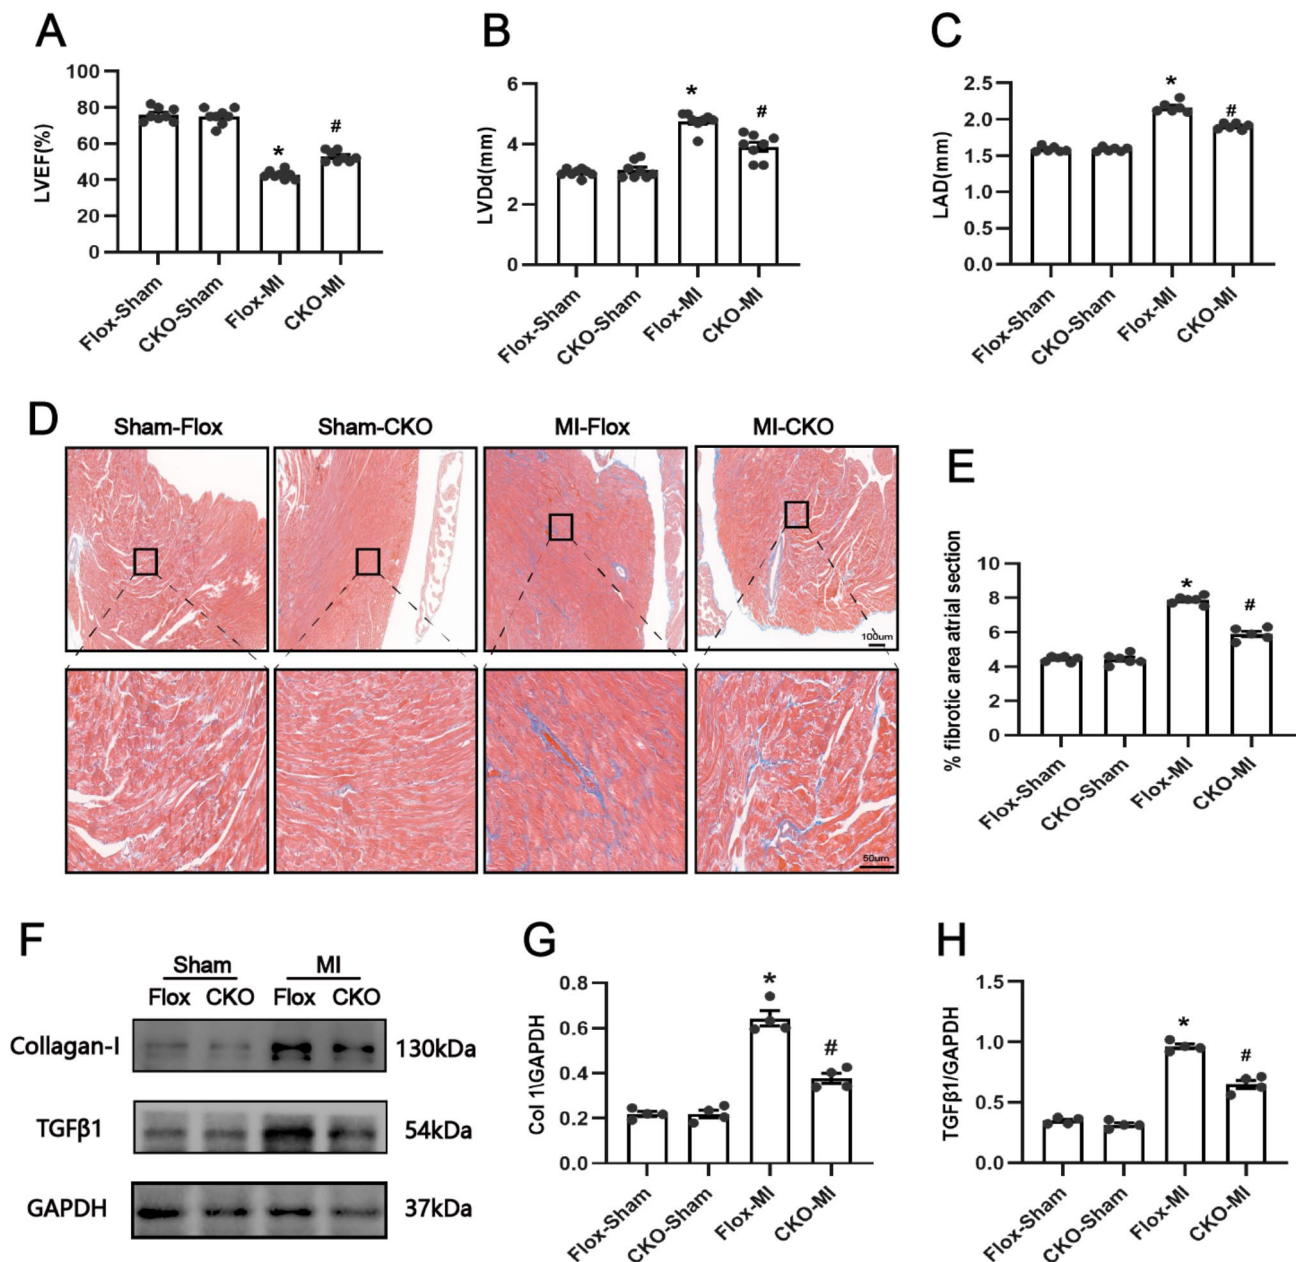 A
LVEF(%)
100
80
60
40
20
0
*
#
Flox-Sham
CKO-Sham
Flox-MI
CKO-MI
B
LVDd(mm)
6
4
2
0
*
#
Flox-Sham
CKO-Sham
Flox-MI
CKO-MI
C
LAD(mm)
2.5
2.0
1.5
1.0
0.5
0.0
*
#
Flox-Sham
CKO-Sham
Flox-MI
CKO-MI
D
Sham-Flox Sham-CKO MI-Flox MI-CKO
100um
50um
E
% fibrotic area atrial section
10
8
6
4
2
0
*
#
Flox-Sham
CKO-Sham
Flox-MI
CKO-MI
F
Sham MI
Flox CKO Flox CKO
Collagan-I 130kDa
TGFβ1 54kDa
GAPDH 37kDa
G
Col 1\GAPDH
0.8
0.6
0.4
0.2
0.0
*
#
Flox-Sham
CKO-Sham
Flox-MI
CKO-MI
H
TGFβ1/GAPDH
1.5
1.0
0.5
0.0
*
#
Flox-Sham
CKO-Sham
Flox-MI
CKO-MI